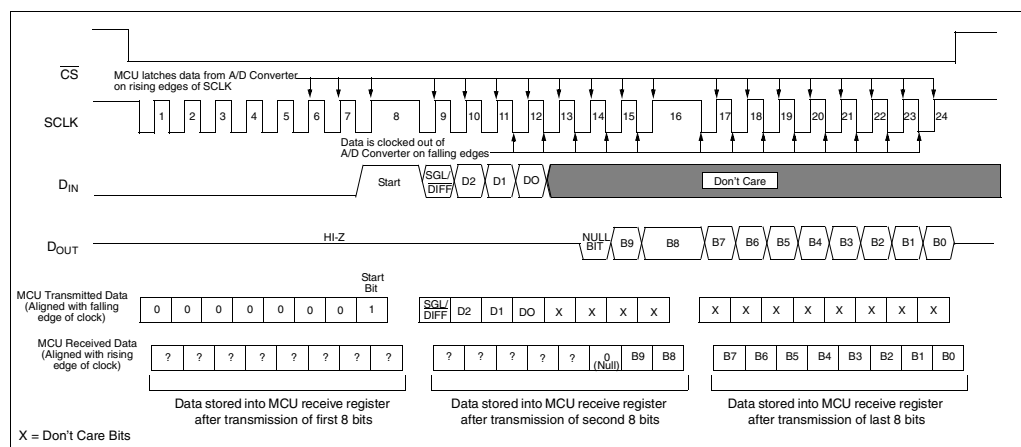 CS
MCU latches data from A/D Converter
on rising edges of SCLK
SCLK
1 2 3 4 5 6 7 8 9 10 11 12 13 14 15 16 17 18 19 20 21 22 23 24
Data is clocked out of
A/D Converter on falling edges
DIN
Start SGL/DIFF D2 D1 DO Don't Care
DOUT
HI-Z
NULL BIT B9 B8 B7 B6 B5 B4 B3 B2 B1 B0
Start
Bit
MCU Transmitted Data
(Aligned with falling
edge of clock)
0 0 0 0 0 0 0 1 SGL/DIFF D2 D1 DO X X X X X X X X X X X X
MCU Received Data
(Aligned with rising
edge of clock)
? ? ? ? ? ? ? ? ? ? ? ? ? 0 (Null) B9 B8 B7 B6 B5 B4 B3 B2 B1 B0
Data stored into MCU receive register
after transmission of first 8 bits
Data stored into MCU receive register
after transmission of second 8 bits
Data stored into MCU receive register
after transmission of last 8 bits
X = Don't Care Bits